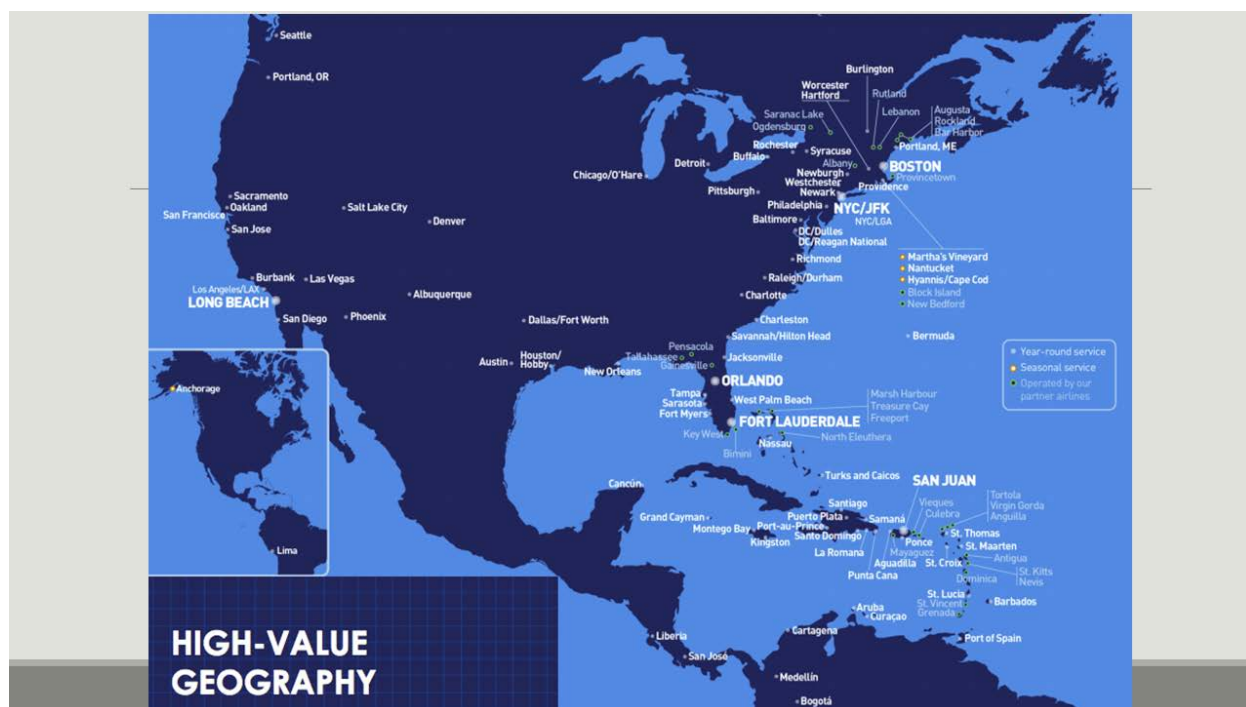 Seattle
Portland, OR
Burlington
Worcester
Hartford
Rutland
Saranac Lake
Ogdensburg
Lebanon
Augusta
Rockland
Bar Harbor
Portland, ME
Rochester
Syracuse
Buffalo
Albany
BOSTON
Detroit
Chicago/O'Hare
Newburgh
Provincetown
Westchester
Providence
Pittsburgh
Newark
Sacramento
Oakland
San Francisco
Salt Lake City
Philadelphia
NYC/JFK
NYC/LGA
Denver
Baltimore
San Jose
DC/Dulles
DC/Reagan National
Richmond
Martha's Vineyard
Nantucket
Hyannis/Cape Cod
Block Island
New Bedford
Burbank
Las Vegas
Raleigh/Durham
Los Angeles/LAX
LONG BEACH
Albuquerque
Charlotte
San Diego
Phoenix
Dallas/Fort Worth
Charleston
Savannah/Hilton Head
Bermuda
Pensacola
Tallahassee
Gainesville
Jacksonville
Austin
Houston/
Hobby
New Orleans
Year-round service
Seasonal service
Operated by our
partner airlines
ORLANDO
Anchorage
Tampa
Sarasota
Fort Myers
West Palm Beach
Marsh Harbour
Treasure Cay
Freeport
FORT LAUDERDALE
Key West
Bimini
Nassau
North Eleuthera
Turks and Caicos
Cancún
SAN JUAN
Santiago
Vieques
Culebra
Tortola
Virgin Gorda
Anguilla
Grand Cayman
Puerto Plata
Samaná
Montego Bay
Port-au-Prince
Kingston
Santo Domingo
La Romana
Punta Cana
Aguadilla
Mayaguez
Ponce
St. Thomas
St. Maarten
St. Croix
Antigua
St. Kitts
Nevis
Dominica
Lima
St. Lucia
St. Vincent
Grenada
Barbados
Aruba
Curaçao
Port of Spain
Cartagena
Liberia
San José
Medellín
Bogotá
HIGH-VALUE
GEOGRAPHY